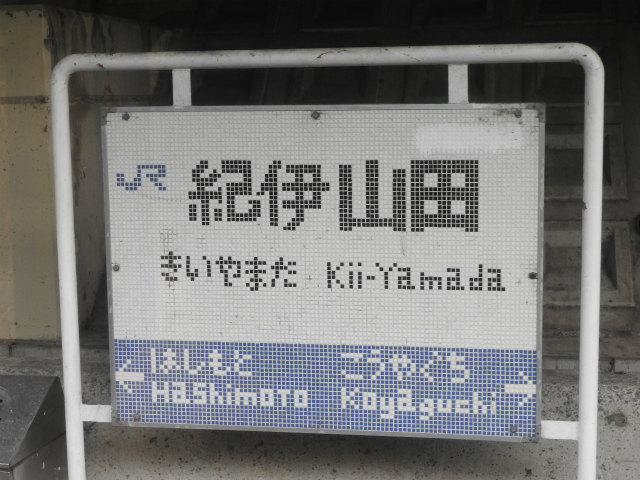 JR 紀伊山田
きいやまだ Kii-Yamada
はしもと こうやぐち
← Hashimoto Koyaguchi →